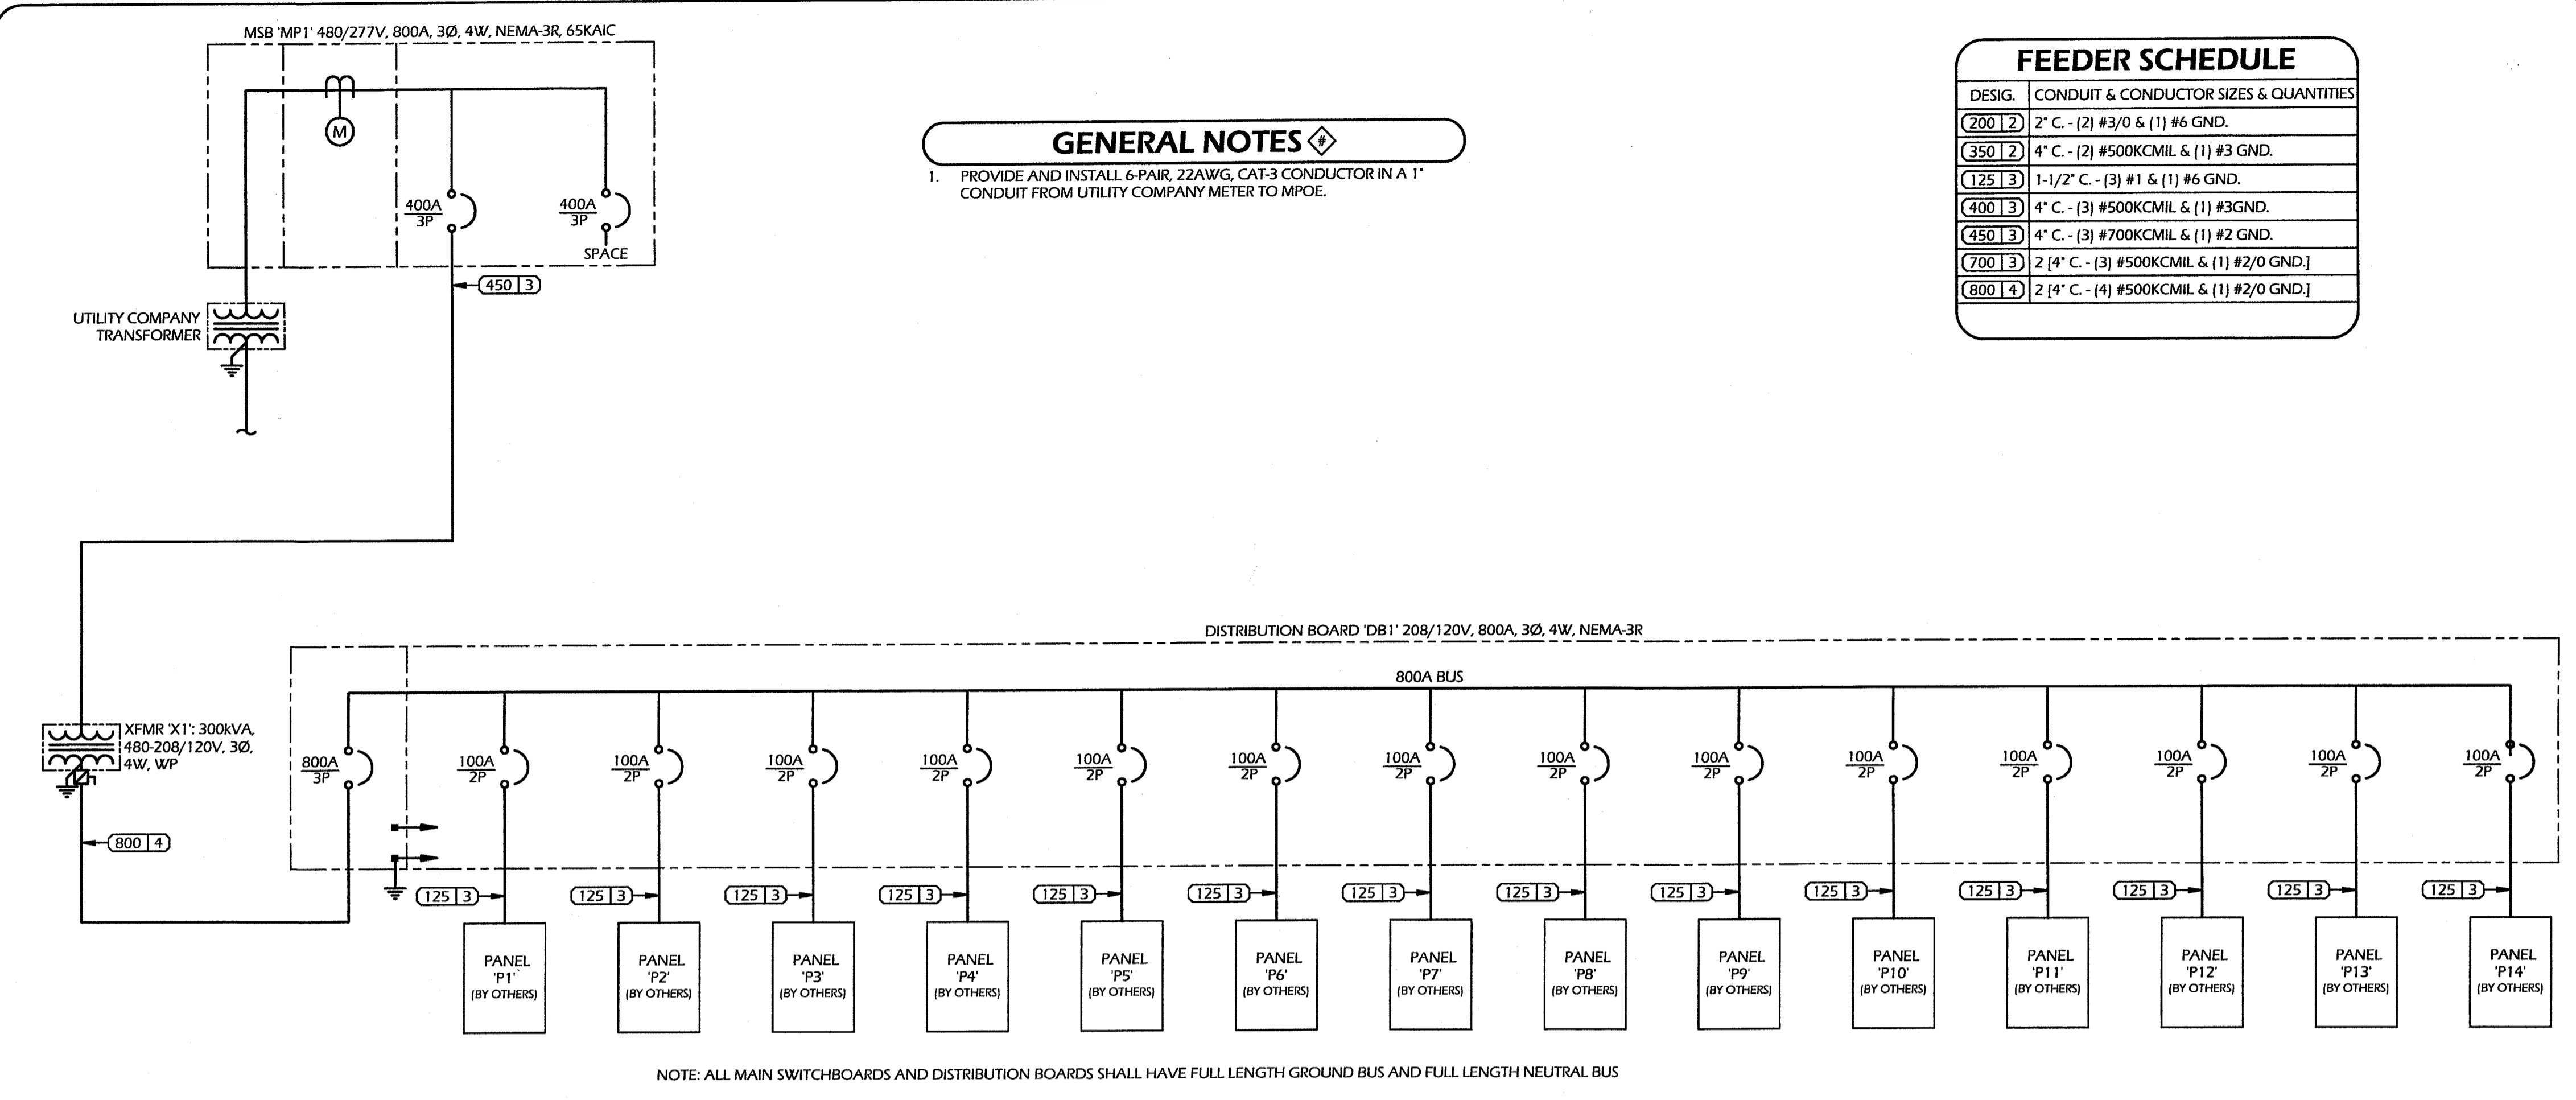 MSB 'MP1' 480/277V, 800A, 3Ø, 4W, NEMA-3R, 65KAIC
M
400A
3P
400A
3P
SPACE
450 3
UTILITY COMPANY
TRANSFORMER
GENERAL NOTES #
1. PROVIDE AND INSTALL 6-PAIR, 22AWG, CAT-3 CONDUCTOR IN A 1"
CONDUIT FROM UTILITY COMPANY METER TO MPOE.
FEEDER SCHEDULE
DESIG. CONDUIT & CONDUCTOR SIZES & QUANTITIES
200 2 2" C. - (2) #3/0 & (1) #6 GND.
350 2 4" C. - (2) #500KCMIL & (1) #3 GND.
125 3 1-1/2" C. - (3) #1 & (1) #6 GND.
400 3 4" C. - (3) #500KCMIL & (1) #3GND.
450 3 4" C. - (3) #700KCMIL & (1) #2 GND.
700 3 2 [4" C. - (3) #500KCMIL & (1) #2/0 GND.]
800 4 2 [4" C. - (4) #500KCMIL & (1) #2/0 GND.]
DISTRIBUTION BOARD 'DB1' 208/120V, 800A, 3Ø, 4W, NEMA-3R
800A BUS
XFMR 'X1': 300kVA,
480-208/120V, 3Ø,
4W, WP
800 4
800A
3P
100A
2P
100A
2P
100A
2P
100A
2P
100A
2P
100A
2P
100A
2P
100A
2P
100A
2P
100A
2P
100A
2P
100A
2P
100A
2P
100A
2P
125 3
125 3
125 3
125 3
125 3
125 3
125 3
125 3
125 3
125 3
125 3
125 3
125 3
125 3
PANEL
'P1'
(BY OTHERS)
PANEL
'P2'
(BY OTHERS)
PANEL
'P3'
(BY OTHERS)
PANEL
'P4'
(BY OTHERS)
PANEL
'P5'
(BY OTHERS)
PANEL
'P6'
(BY OTHERS)
PANEL
'P7'
(BY OTHERS)
PANEL
'P8'
(BY OTHERS)
PANEL
'P9'
(BY OTHERS)
PANEL
'P10'
(BY OTHERS)
PANEL
'P11'
(BY OTHERS)
PANEL
'P12'
(BY OTHERS)
PANEL
'P13'
(BY OTHERS)
PANEL
'P14'
(BY OTHERS)
NOTE: ALL MAIN SWITCHBOARDS AND DISTRIBUTION BOARDS SHALL HAVE FULL LENGTH GROUND BUS AND FULL LENGTH NEUTRAL BUS